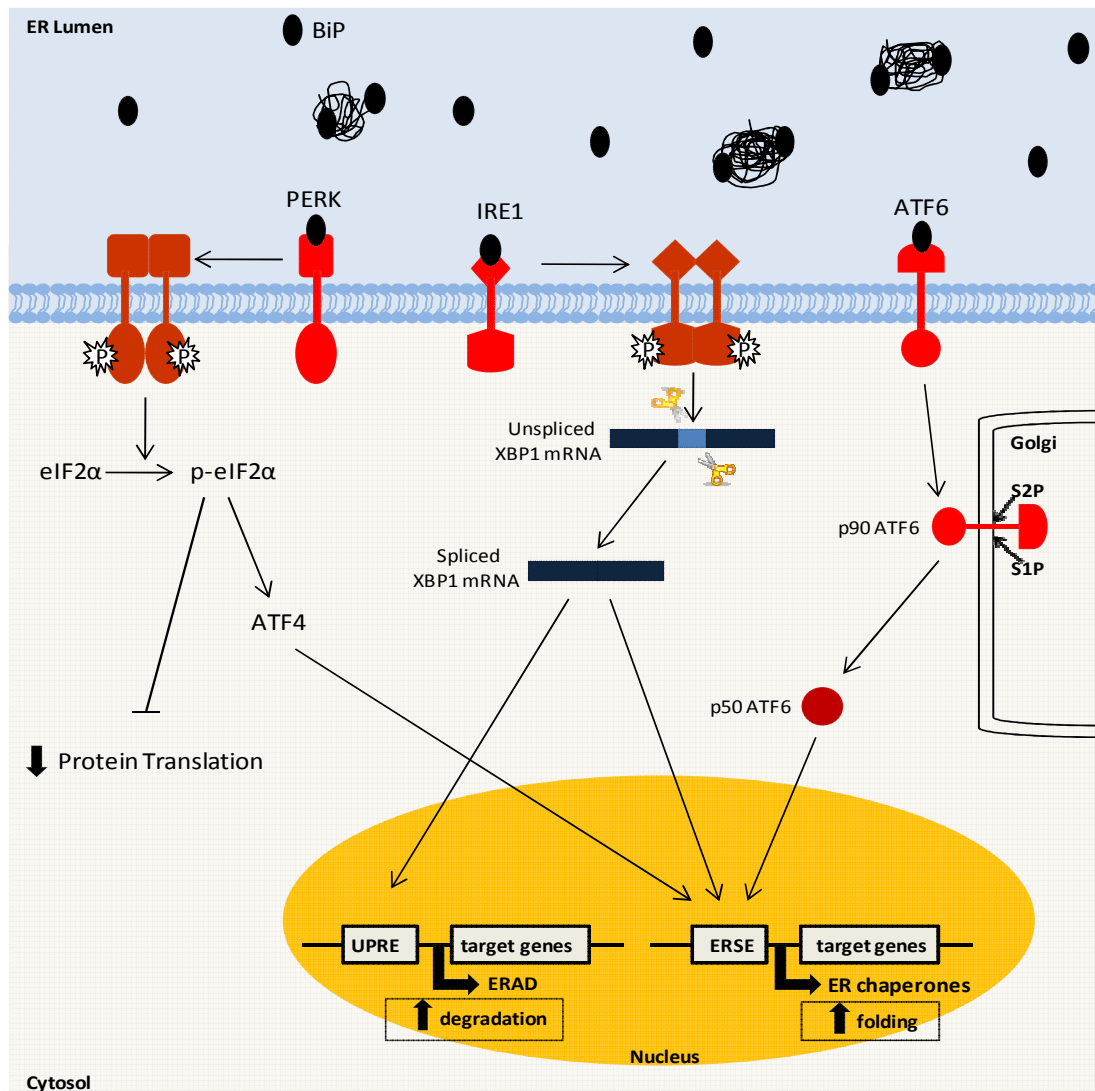 ER Lumen
BiP
PERK
IRE1
ATF6
P
P
P
P
Unspliced
XBP1 mRNA
Golgi
eIF2α
p-eIF2α
S2P
p90 ATF6
S1P
Spliced
XBP1 mRNA
ATF4
p50 ATF6
Protein Translation
UPRE
target genes
ERSE
target genes
ERAD
ER chaperones
degradation
folding
Nucleus
Cytosol